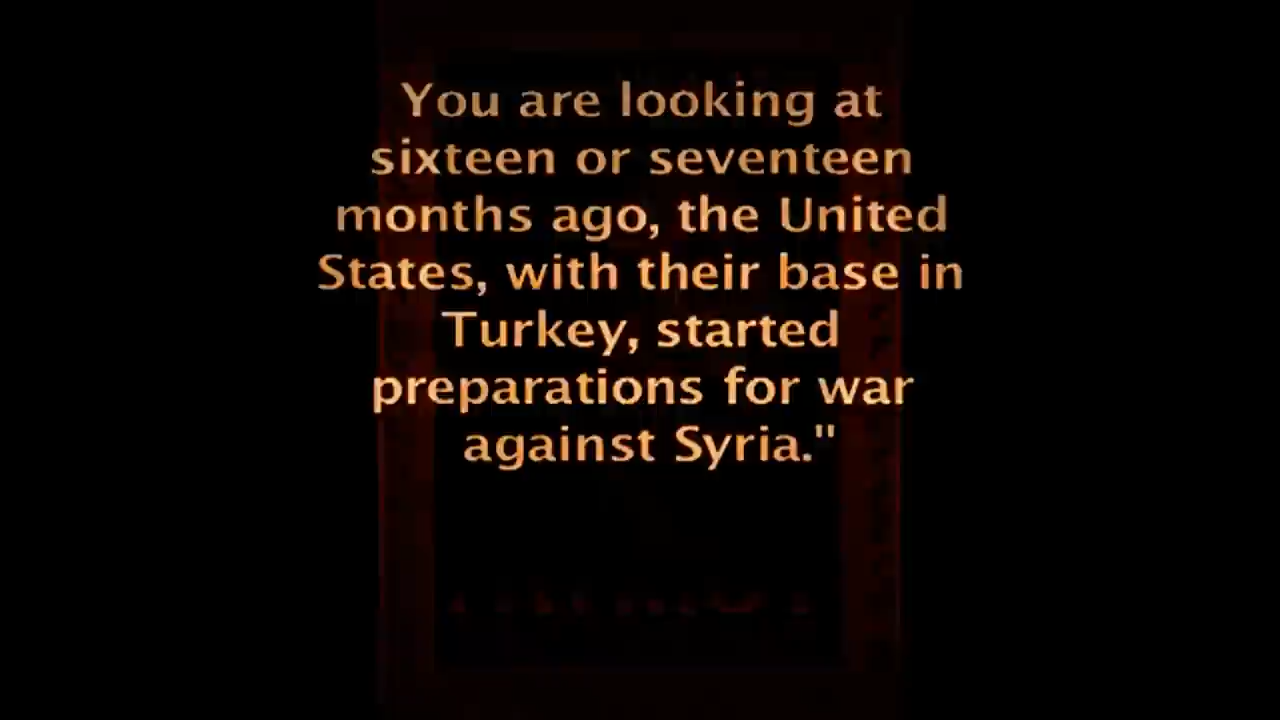 You are looking at
sixteen or seventeen
months ago, the United
States, with their base in
Turkey, started
preparations for war
against Syria."